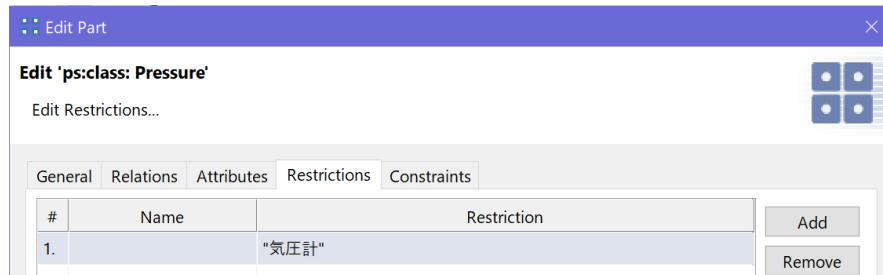 Edit Part
Edit 'ps:class: Pressure'
Edit Restrictions...
General Relations Attributes Restrictions Constraints
# Name Restriction Add
1. "気圧計"
Remove